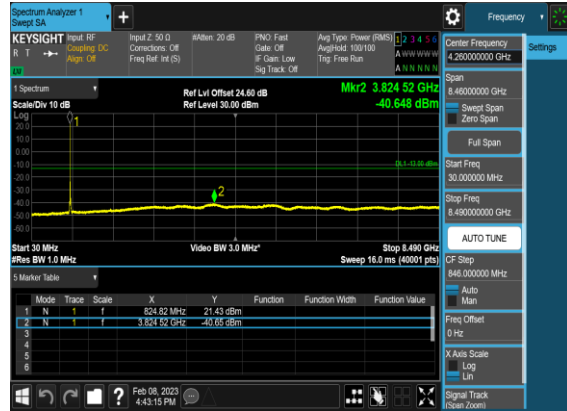 Spectrum Analyzer 1
Swept SA
+
Frequency
KEYSIGHT
R T
LV
Input: RF
Coupling: DC
Align: Off
Input Z: 50 Ω
Corrections: Off
Freq Ref: Int (S)
#Atten: 20 dB
PNO: Fast
Gate: Off
IF Gain: Low
Sig Track: Off
Avg Type: Power (RMS)
Avg|Hold: 100/100
Trig: Free Run
1 2 3 4 5 6
A W W W W W
A N N N N N
Center Frequency
4.260000000 GHz
Settings
Span
8.46000000 GHz
Swept Span
Zero Span
Full Span
Start Freq
30.000000 MHz
Stop Freq
8.490000000 GHz
AUTO TUNE
CF Step
846.000000 MHz
Auto
Man
Freq Offset
0 Hz
X Axis Scale
Log
Lin
Signal Track
(Span Zoom)
1 Spectrum
Scale/Div 10 dB
Ref Lvl Offset 24.60 dB
Ref Level 30.00 dBm
Mkr2 3.824 52 GHz
-40.648 dBm
Log
20.0
10.0
0.00
-10.0
-20.0
-30.0
-40.0
-50.0
-60.0
1
2
DL1 -13.00 dBm
Start 30 MHz
#Res BW 1.0 MHz
Video BW 3.0 MHz*
Stop 8.490 GHz
Sweep 16.0 ms (40001 pts)
5 Marker Table
Mode Trace Scale X Y Function Function Width Function Value
1 N 1 f 824.82 MHz 21.43 dBm
2 N 1 f 3.824 52 GHz -40.65 dBm
3
4
5
6
?
Feb 08, 2023
4:43:15 PM